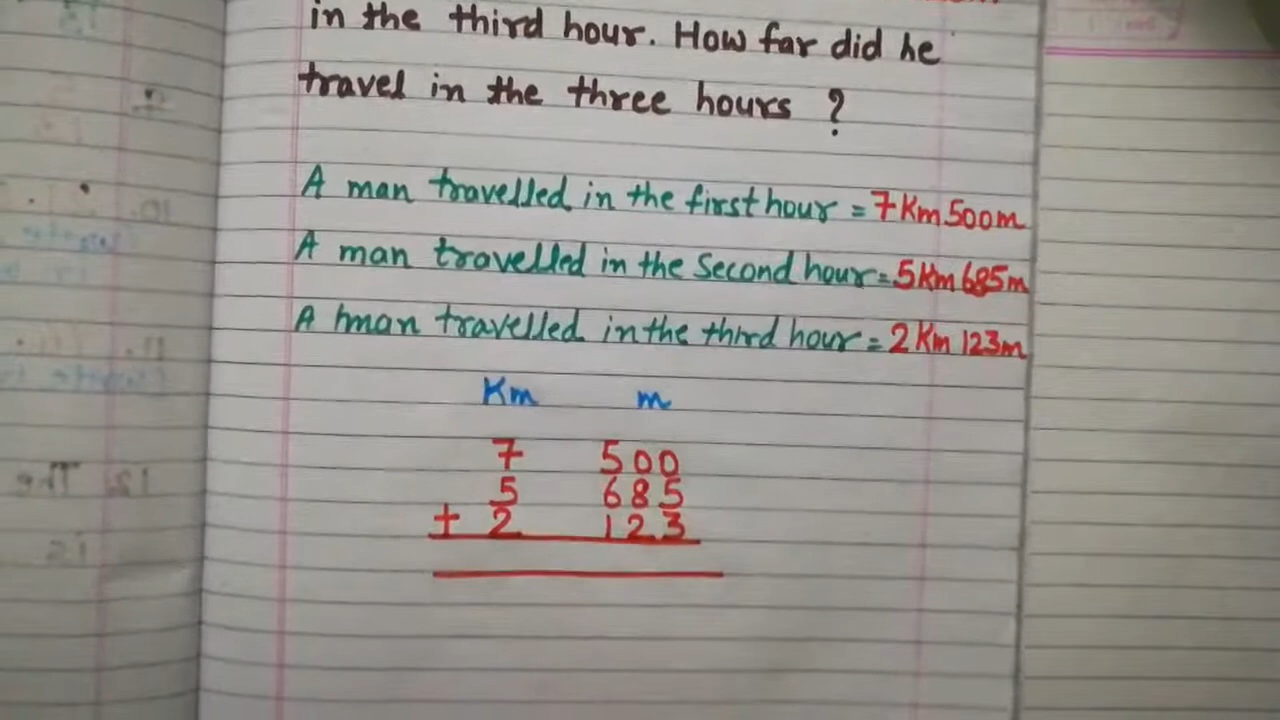 in the third hour. How far did he
travel in the three hours ?
A man travelled in the first hour = 7 Km 500m
A man travelled in the Second hour = 5 Km 685m
A man travelled in the third hour = 2 Km 123m
Km m
7 500
5 685
+ 2 123